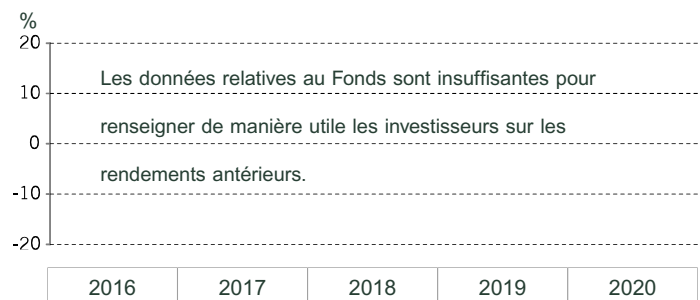 %
20
Les données relatives au Fonds sont insuffisantes pour
10
renseigner de manière utile les investisseurs sur les
0
rendements antérieurs.
-10
-20
2016 2017 2018 2019 2020